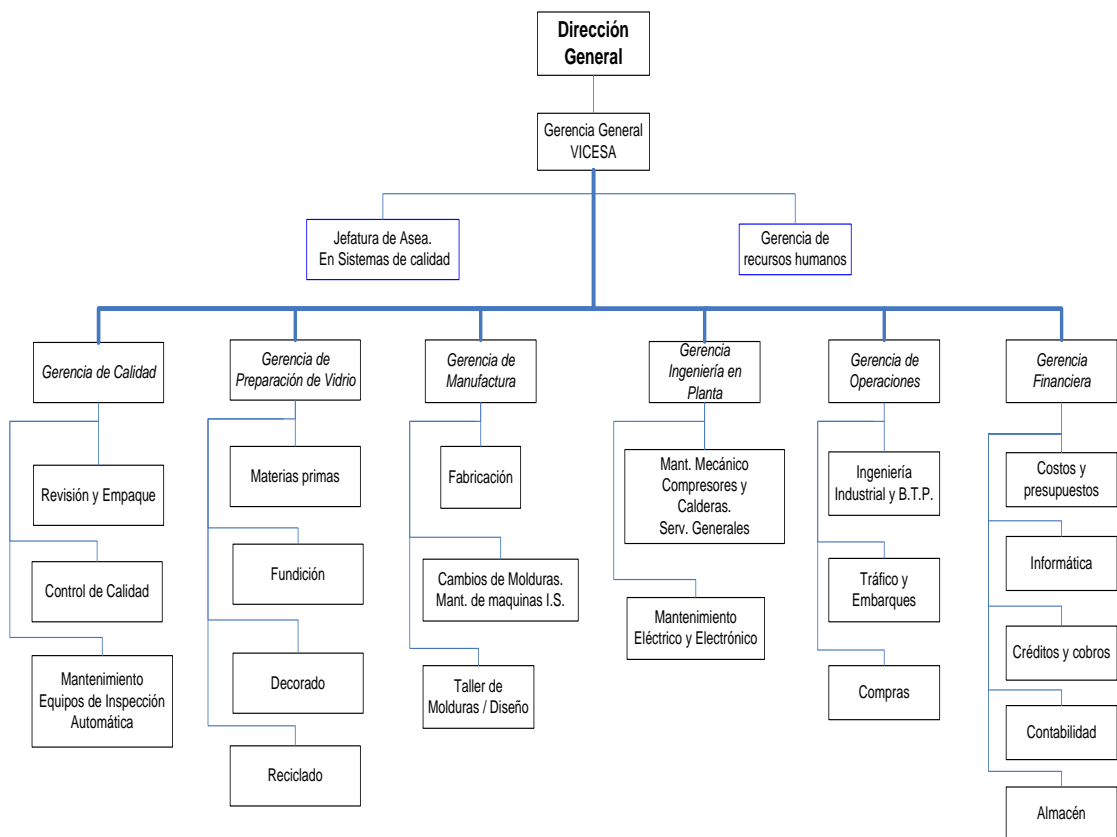 Dirección
General
Gerencia General
VICESA
Jefatura de Asea.
En Sistemas de calidad
Gerencia de
recursos humanos
Gerencia de Calidad
Revisión y Empaque
Control de Calidad
Mantenimiento
Equipos de Inspección
Automática
Gerencia de
Preparación de Vidrio
Materias primas
Fundición
Decorado
Reciclado
Gerencia de
Manufactura
Fabricación
Cambios de Molduras.
Mant. de maquinas I.S.
Taller de
Molduras / Diseño
Gerencia
Ingeniería en
Planta
Mant. Mecánico
Compresores y
Calderas.
Serv. Generales
Mantenimiento
Eléctrico y Electrónico
Gerencia de
Operaciones
Ingeniería
Industrial y B.T.P.
Tráfico y
Embarques
Compras
Gerencia
Financiera
Costos y
presupuestos
Informática
Créditos y cobros
Contabilidad
Almacén